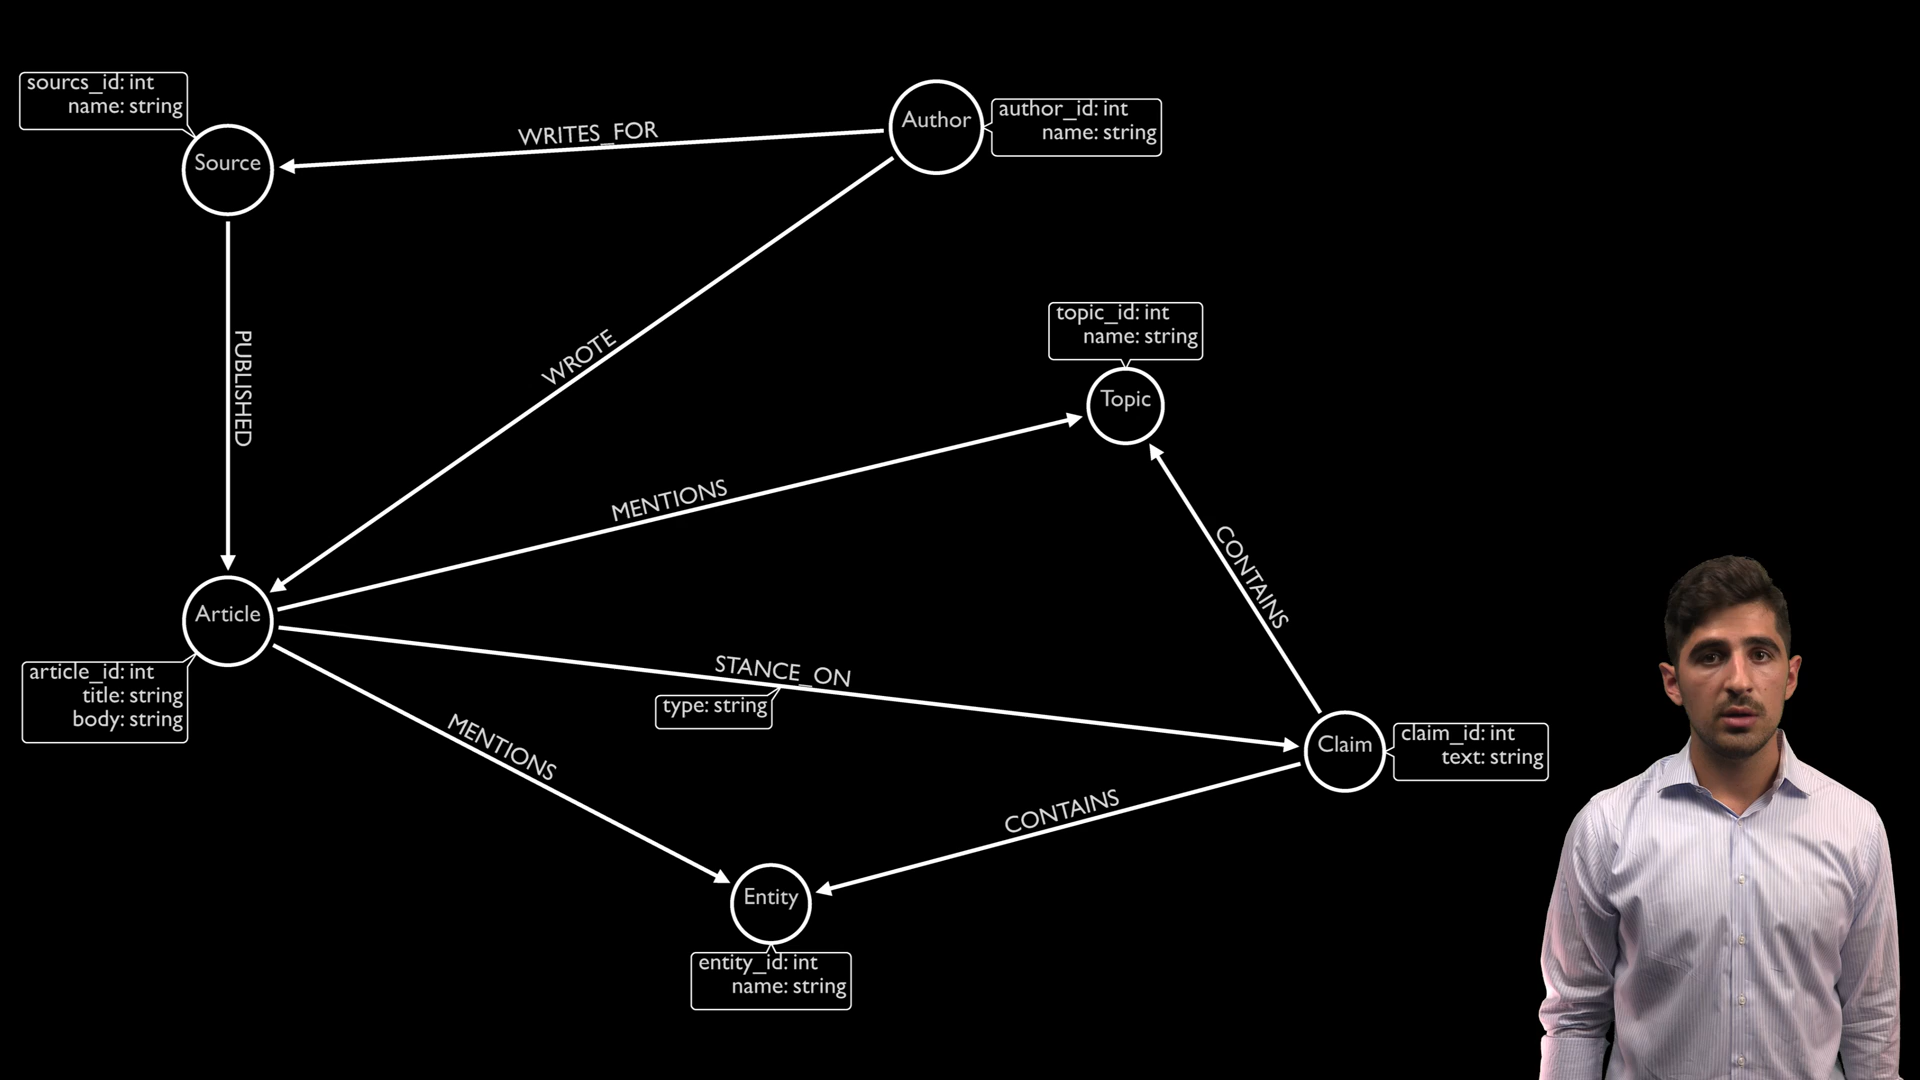 sourcs_id: int
name: string
Source
WRITES_FOR
Author
author_id: int
name: string
PUBLISHED
WROTE
topic_id: int
name: string
Topic
MENTIONS
CONTAINS
Article
article_id: int
title: string
body: string
STANCE_ON
type: string
MENTIONS
Claim
claim_id: int
text: string
CONTAINS
Entity
entity_id: int
name: string